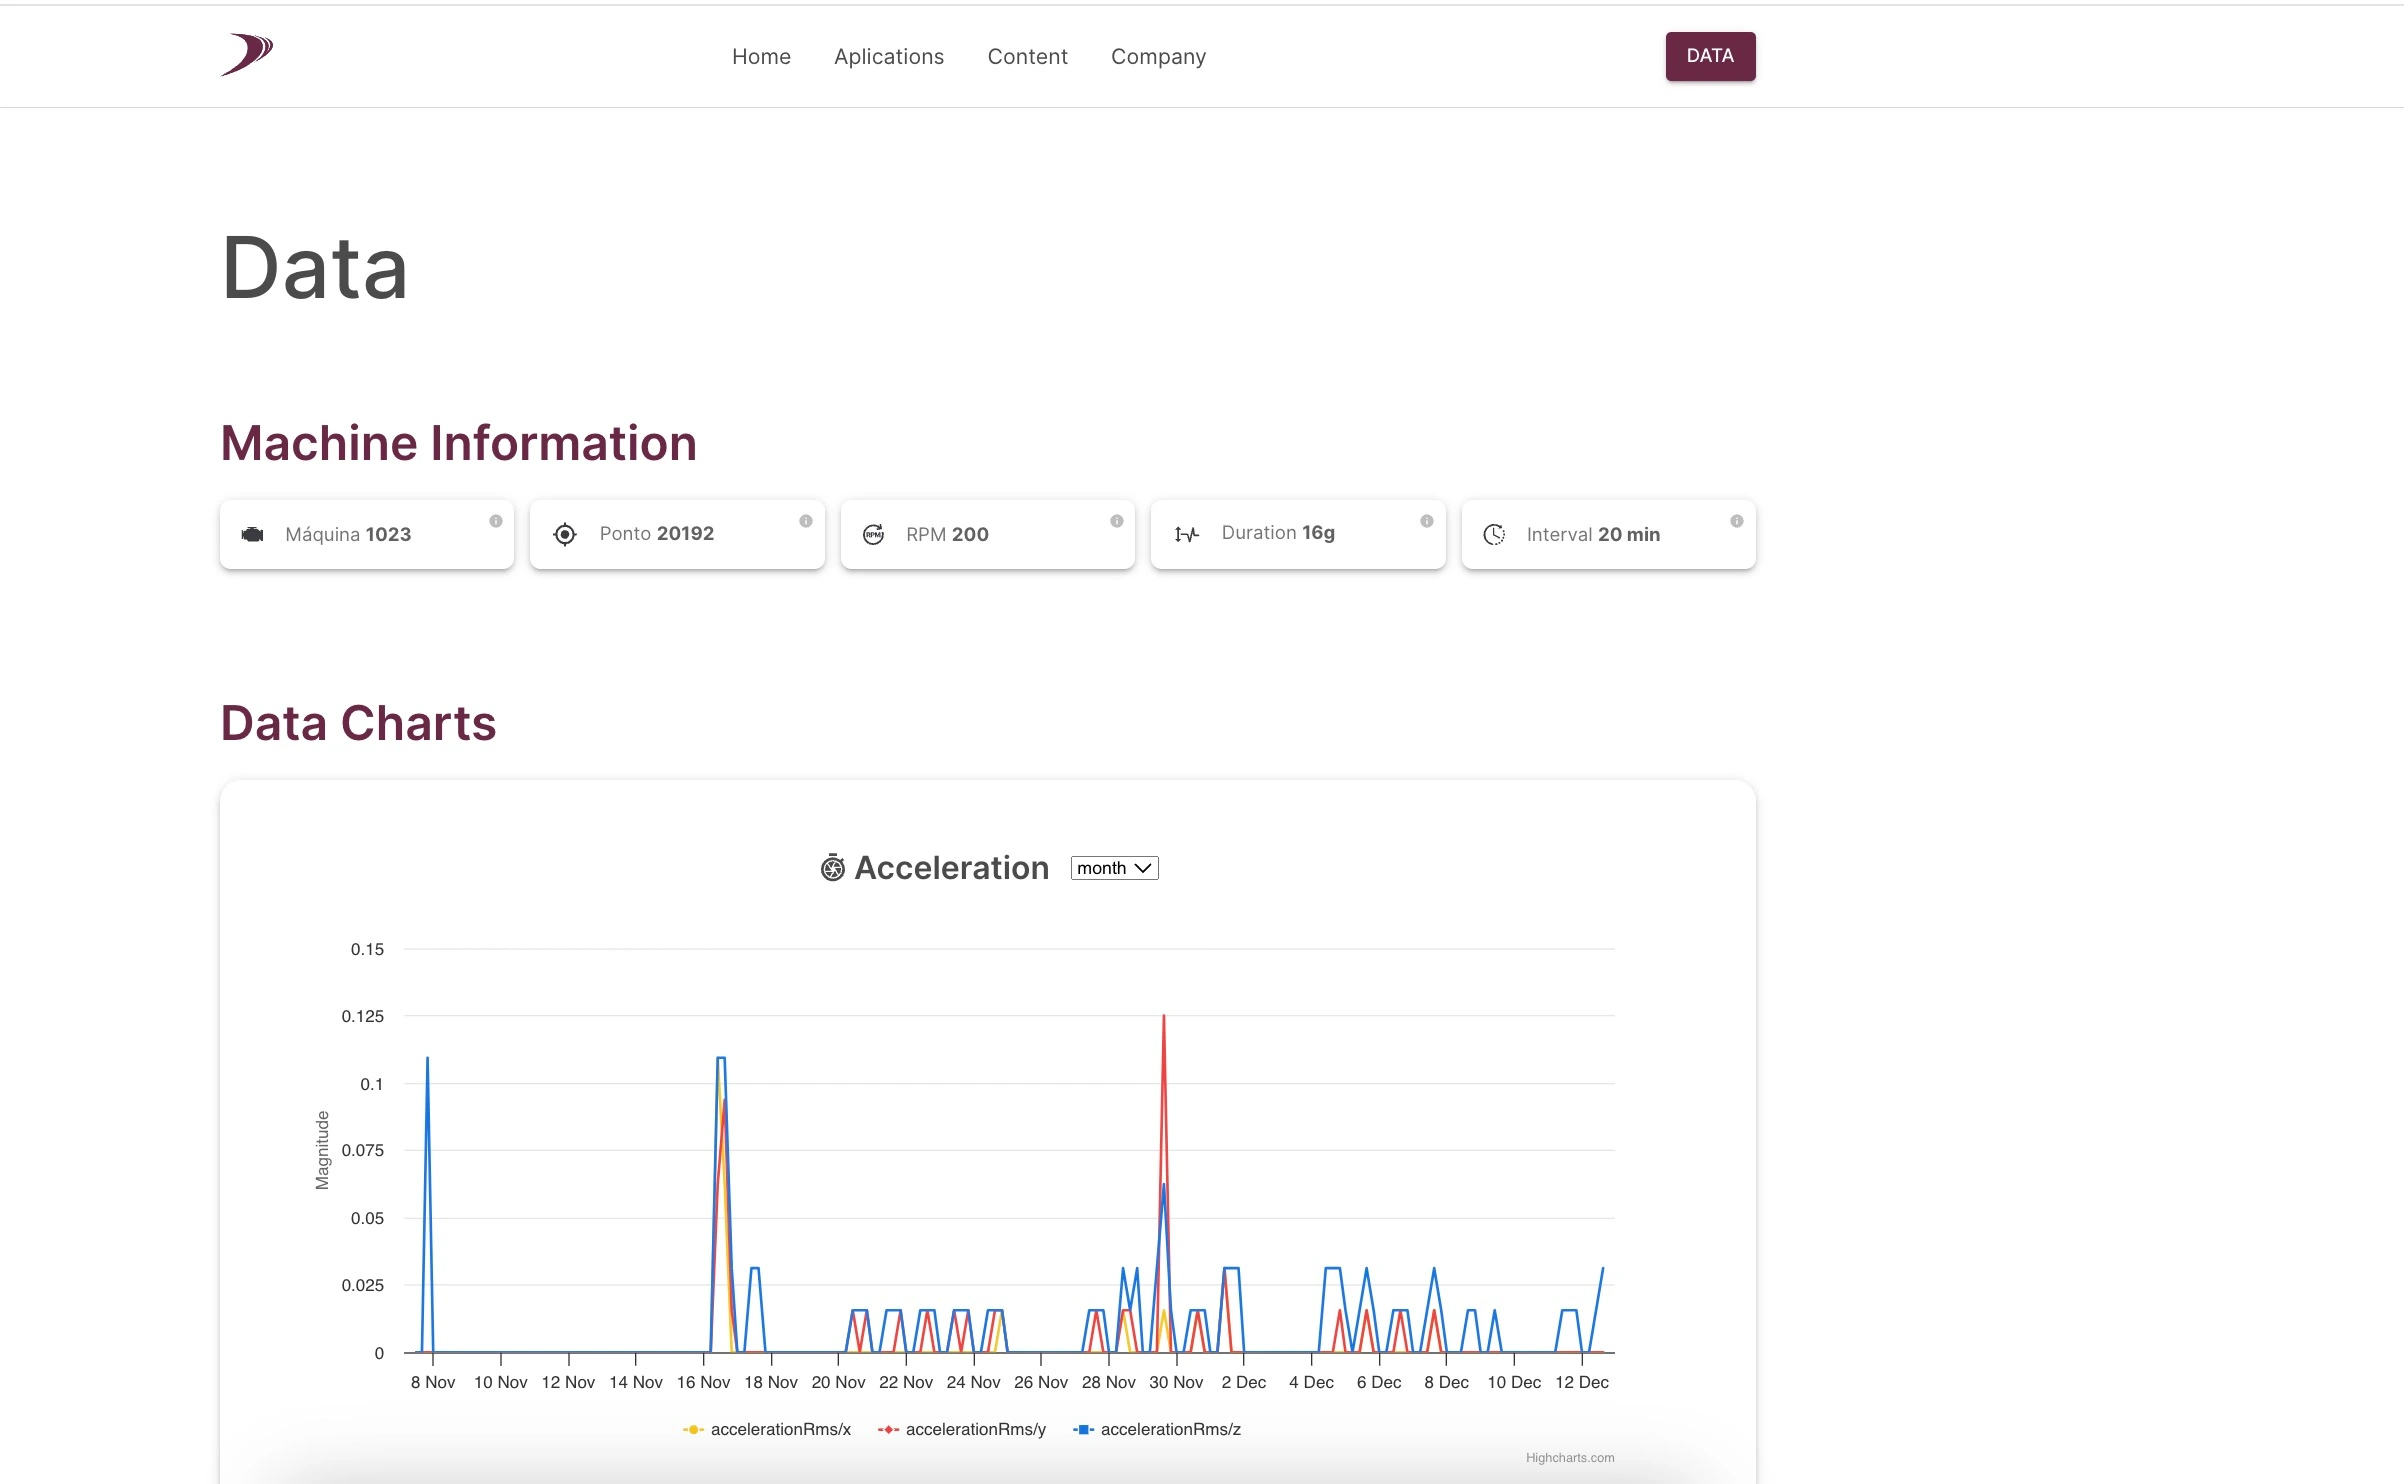 Home Aplications Content Company DATA
Data
Machine Information
Máquina 1023 Ponto 20192 RPM RPM 200 Duration 16g Interval 20 min
Data Charts
Acceleration month
0.15
0.125
0.1
0.075
0.05
0.025
0
Magnitude
8 Nov 10 Nov 12 Nov 14 Nov 16 Nov 18 Nov 20 Nov 22 Nov 24 Nov 26 Nov 28 Nov 30 Nov 2 Dec 4 Dec 6 Dec 8 Dec 10 Dec 12 Dec
accelerationRms/x accelerationRms/y accelerationRms/z
Highcharts.com